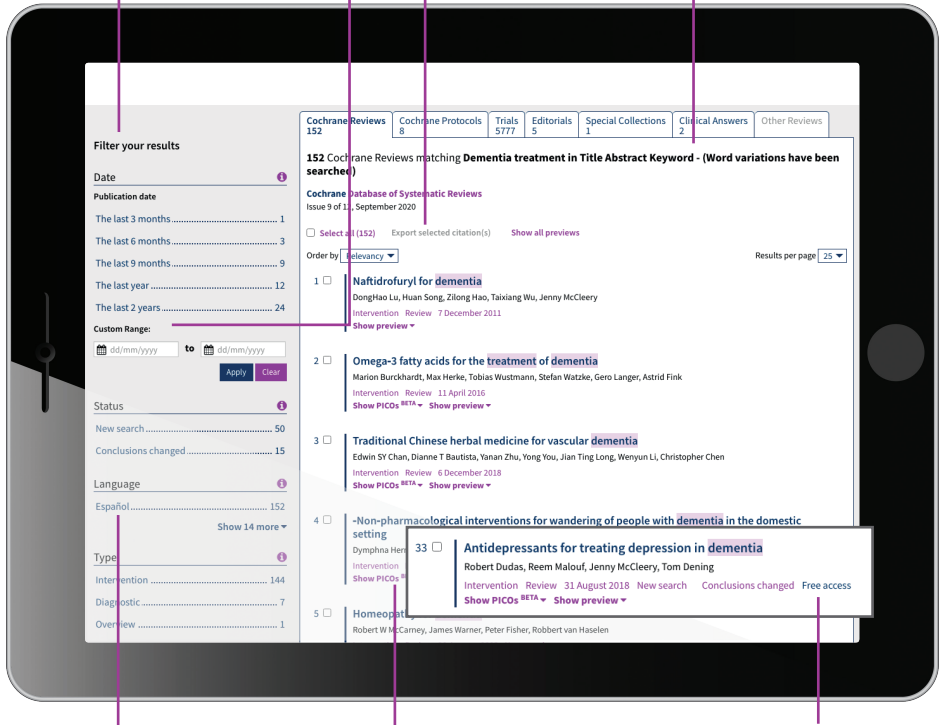 Filter your results
Date
Publication date
The last 3 months 1
The last 6 months 3
The last 9 months 9
The last year 12
The last 2 years 24
Custom Range:
dd/mm/yyyy to dd/mm/yyyy
Apply Clear
Status
New search 50
Conclusions changed 15
Language
Español 152
Show 14 more
Type
Intervention 144
Diagnostic 7
Overview 1
Cochrane Reviews 152
Cochrane Protocols 8
Trials 5777
Editorials 5
Special Collections 1
Clinical Answers 2
Other Reviews
152 Cochrane Reviews matching Dementia treatment in Title Abstract Keyword - (Word variations have been
searched)
Cochrane Database of Systematic Reviews
Issue 9 of 12, September 2020
Select all (152) Export selected citation(s) Show all previews
Order by Relevancy Results per page 25
1 Naftidrofuryl for dementia
DongHao Lu, Huan Song, Zilong Hao, Taixiang Wu, Jenny McCleery
Intervention Review 7 December 2011
Show preview
2 Omega-3 fatty acids for the treatment of dementia
Marion Burckhardt, Max Herke, Tobias Wustmann, Stefan Watzke, Gero Langer, Astrid Fink
Intervention Review 11 April 2016
Show PICOs BETA Show preview
3 Traditional Chinese herbal medicine for vascular dementia
Edwin SY Chan, Dianne T Bautista, Yanan Zhu, Yong You, Jian Ting Long, Wenyun Li, Christopher Chen
Intervention Review 6 December 2018
Show PICOs BETA Show preview
4 -Non-pharmacological interventions for wandering of people with dementia in the domestic
setting
Dymphna
Intervention
Show PICOs
33 Antidepressants for treating depression in dementia
Robert Dudas, Reem Malouf, Jenny McCleery, Tom Dening
Intervention Review 31 August 2018 New search Conclusions changed Free access
Show PICOs BETA Show preview
5
Robert W McCarney, James Warner, Peter Fisher, Robbert van Haselen